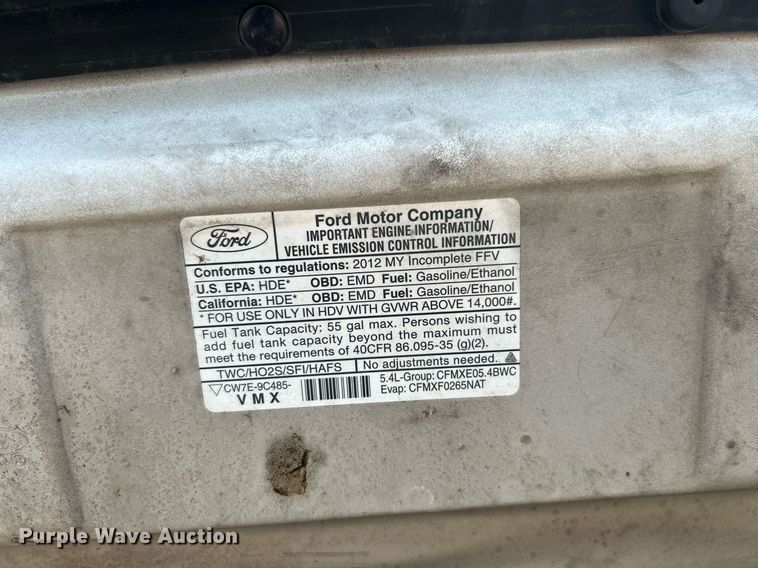 Ford
Ford Motor Company
IMPORTANT ENGINE INFORMATION/
VEHICLE EMISSION CONTROL INFORMATION
Conforms to regulations: 2012 MY Incomplete FFV
U.S. EPA: HDE* OBD: EMD Fuel: Gasoline/Ethanol
California: HDE* OBD: EMD Fuel: Gasoline/Ethanol
* FOR USE ONLY IN HDV WITH GVWR ABOVE 14,000#.
Fuel Tank Capacity: 55 gal max. Persons wishing to
add fuel tank capacity beyond the maximum must
meet the requirements of 40CFR 86.095-35 (g)(2).
TWC/HO2S/SFI/HAFS
No adjustments needed.
CW7E-9C485-
VMX
5.4L-Group: CFMXE05.4BWC
Evap: CFMXF0265NAT
Purple Wave Auction